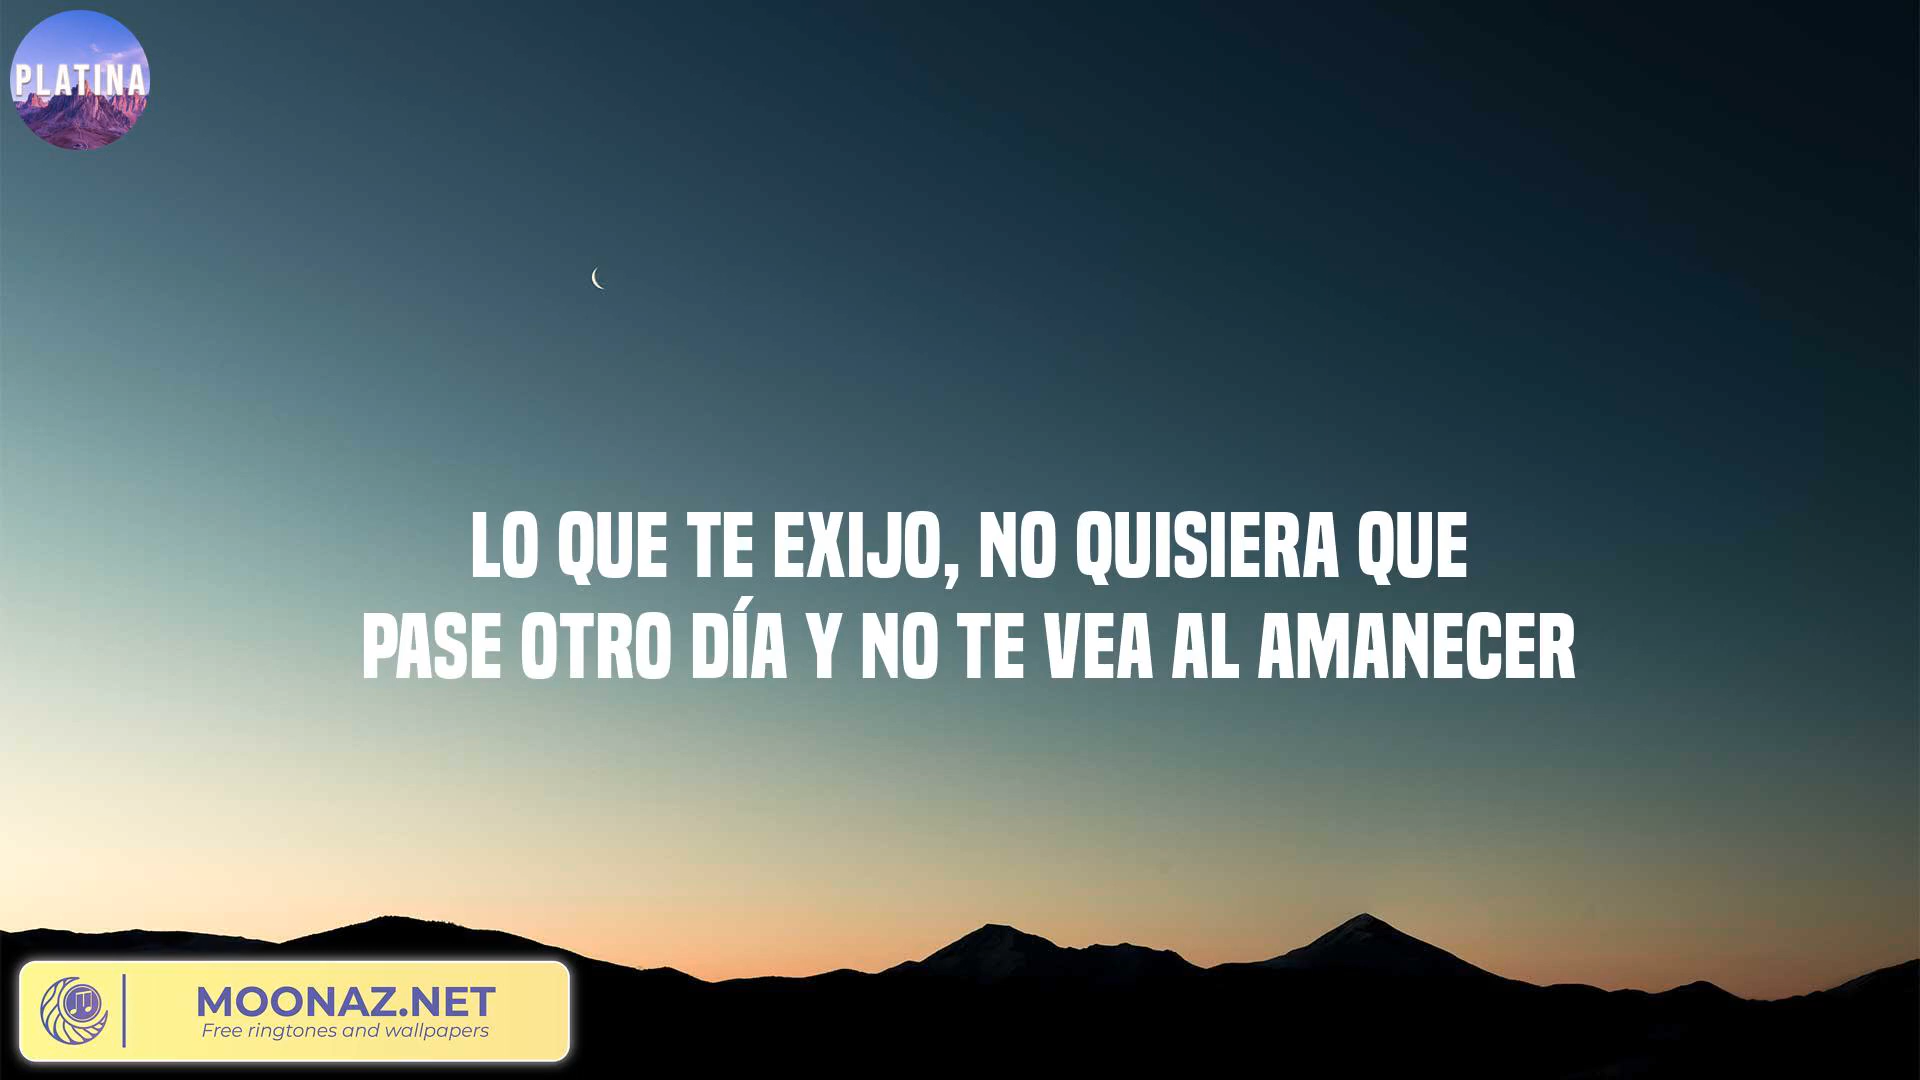 PLATINA
LO QUE TE EXIJO, NO QUISIERA QUE
PASE OTRO DÍA Y NO TE VEA AL AMANECER
MOONAZ.NET
Free ringtones and wallpapers